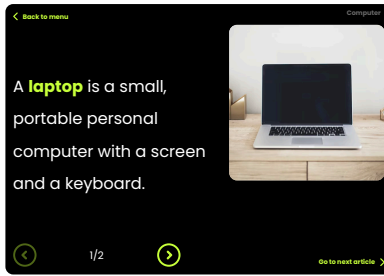 Back to menu
Computer
A laptop is a small,
portable personal
computer with a screen
and a keyboard.
1/2
Go to next article